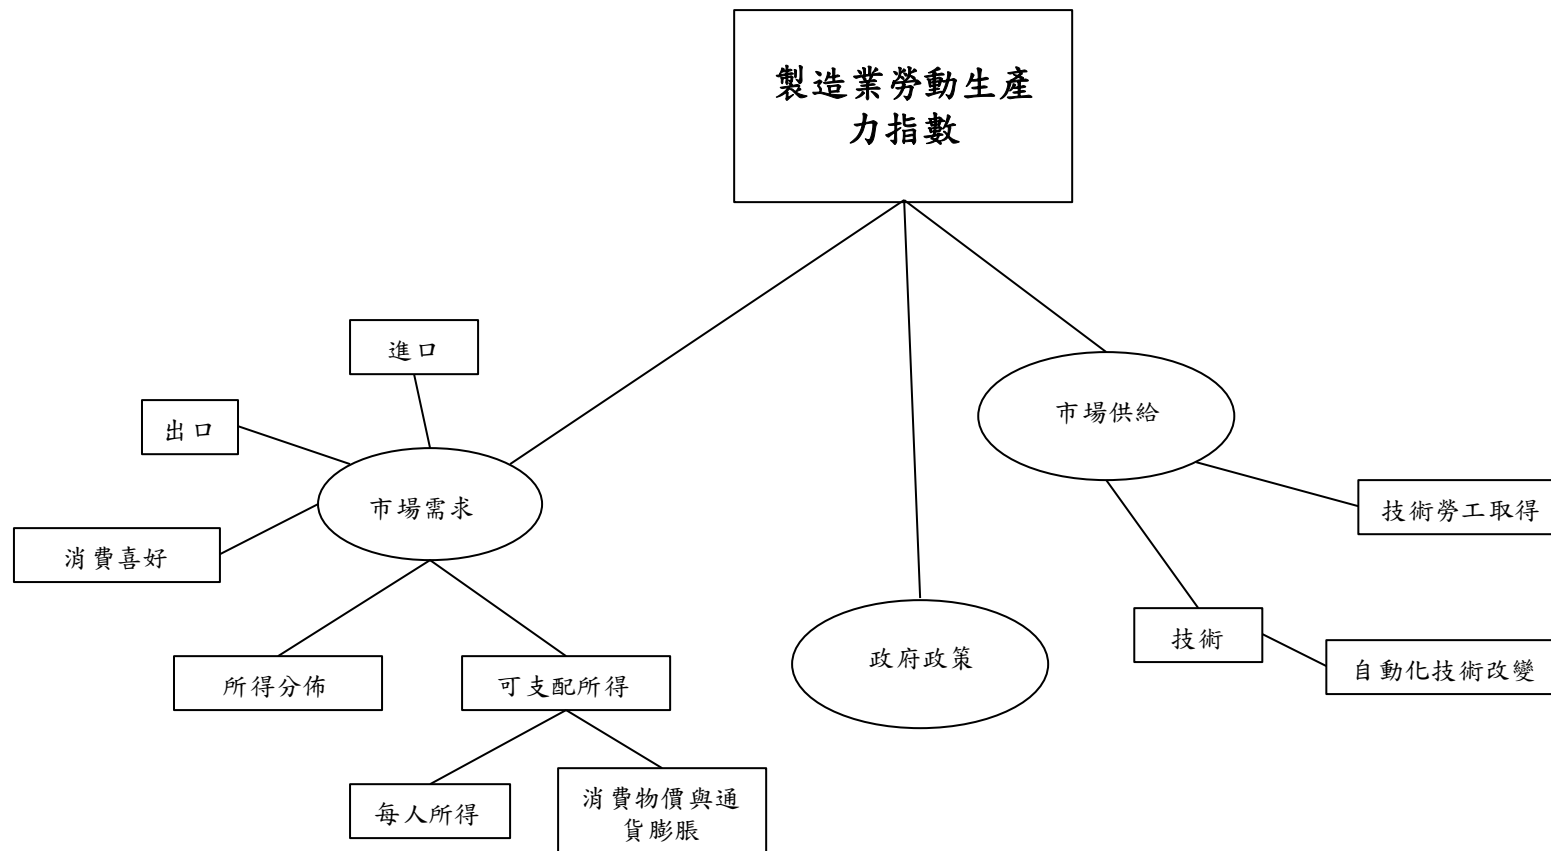 製造業勞動生產
力指數
進口
出口
市場供給
市場需求
技術勞工取得
消費喜好
技術
政府政策
自動化技術改變
所得分佈
可支配所得
每人所得
消費物價與通
貨膨脹